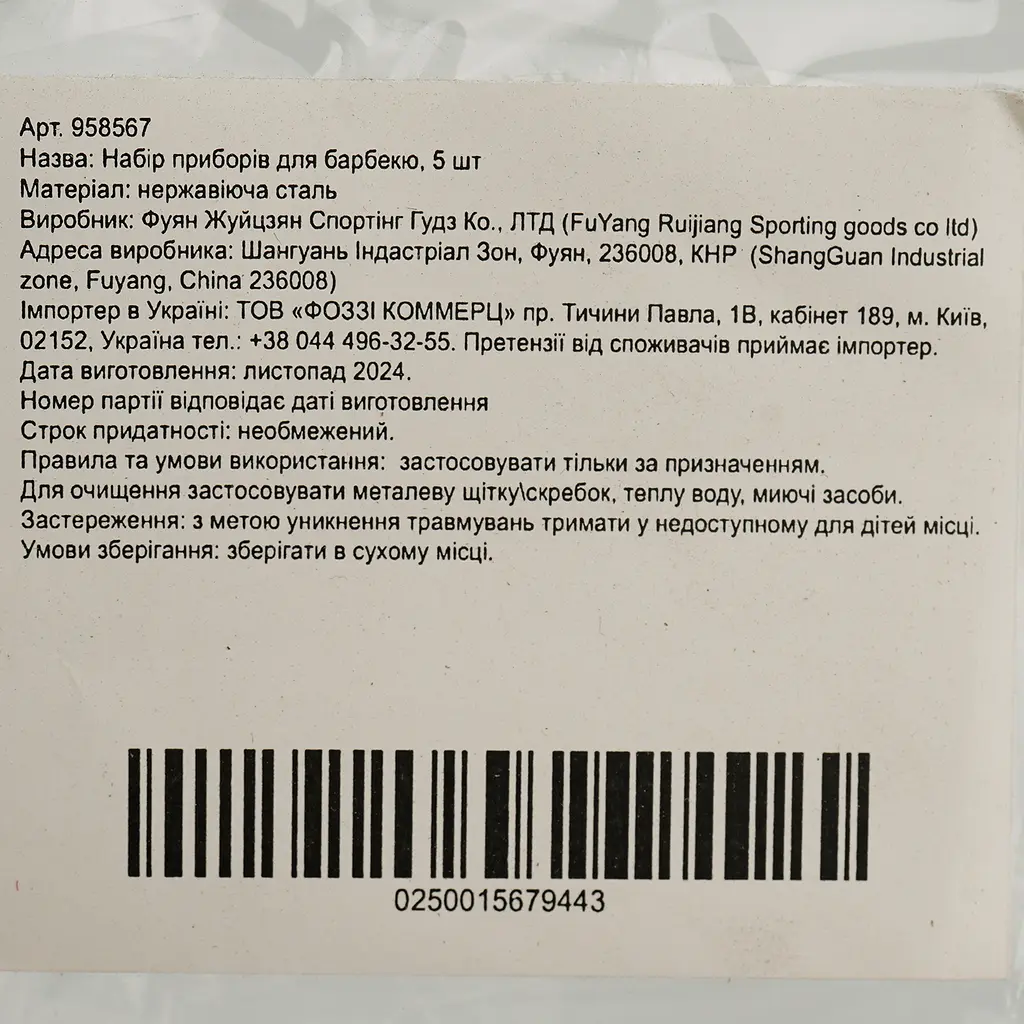 Арт. 958567
Назва: Набір приборів для барбекю, 5 шт
Матеріал: нержавіюча сталь
Виробник: Фуян Жуйцзян Спортінг Гудз Ко., ЛТД (FuYang Ruijiang Sporting goods co ltd)
Адреса виробника: Шангуань Індастріал Зон, Фуян, 236008, КНР (ShangGuan Industrial
zone, Fuyang, China 236008)
Імпортер в Україні: ТОВ «ФОЗЗІ КОММЕРЦ» пр. Тичини Павла, 1В, кабінет 189, м. Київ,
02152, Україна тел.: +38 044 496-32-55. Претензії від споживачів приймає імпортер.
Дата виготовлення: листопад 2024.
Номер партії відповідає даті виготовлення
Строк придатності: необмежений.
Правила та умови використання: застосовувати тільки за призначенням.
Для очищення застосовувати металеву щітку\скребок, теплу воду, миючі засоби.
Застереження: з метою уникнення травмувань тримати у недоступному для дітей місці.
Умови зберігання: зберігати в сухому місці.
0250015679443